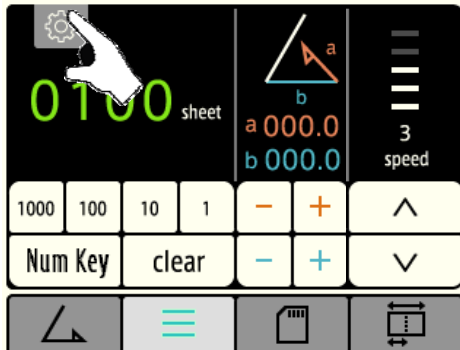 0100 sheet
a
b
a 000.0
b 000.0
3
speed
1000 100 10 1 − +
Num Key clear − +